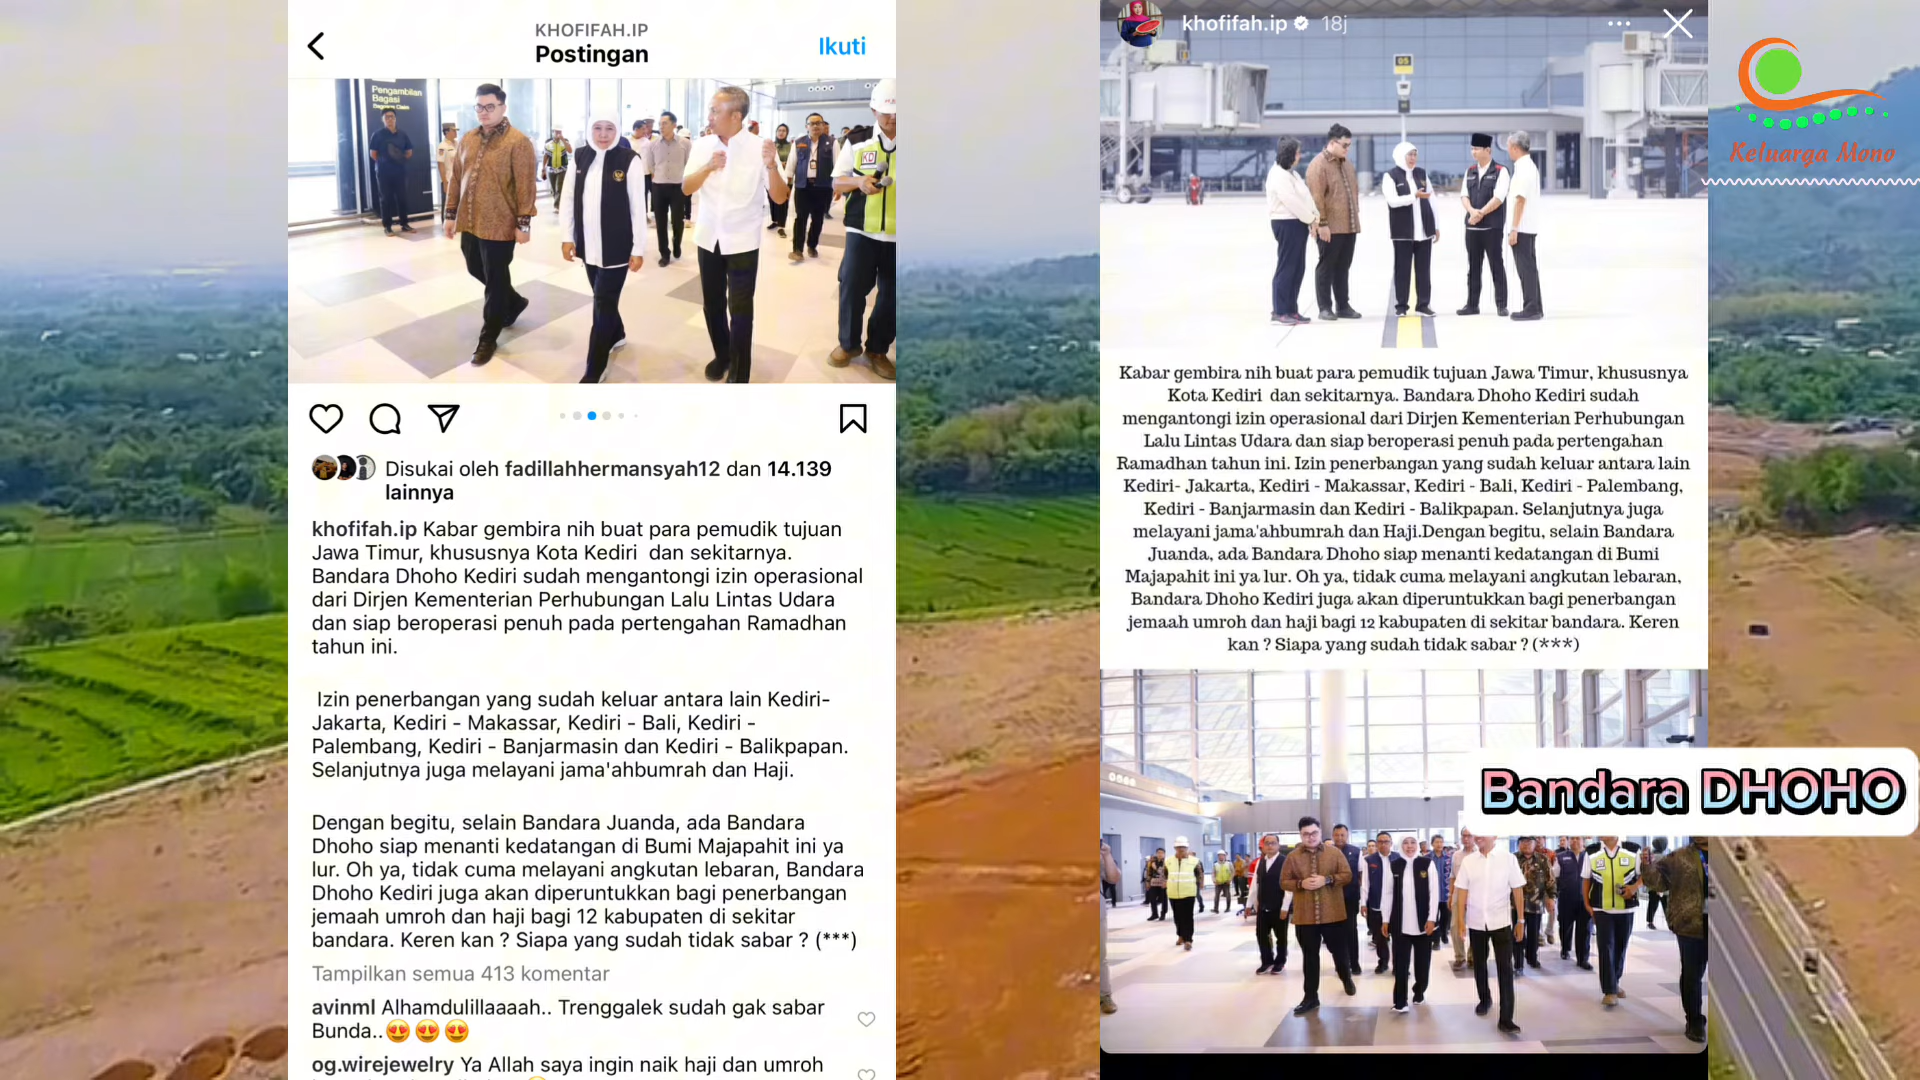 KHOFIFAH.IP
Postingan
Ikuti
Pengambilan
Bagasi
Baggage Claim
KD
Disukai oleh fadillahhermansyah12 dan 14.139
lainnya
khofifah.ip Kabar gembira nih buat para pemudik tujuan
Jawa Timur, khususnya Kota Kediri dan sekitarnya.
Bandara Dhoho Kediri sudah mengantongi izin operasional
dari Dirjen Kementerian Perhubungan Lalu Lintas Udara
dan siap beroperasi penuh pada pertengahan Ramadhan
tahun ini.
Izin penerbangan yang sudah keluar antara lain Kediri-
Jakarta, Kediri - Makassar, Kediri - Bali, Kediri -
Palembang, Kediri - Banjarmasin dan Kediri - Balikpapan.
Selanjutnya juga melayani jama'ahbumrah dan Haji.
Dengan begitu, selain Bandara Juanda, ada Bandara
Dhoho siap menanti kedatangan di Bumi Majapahit ini ya
lur. Oh ya, tidak cuma melayani angkutan lebaran, Bandara
Dhoho Kediri juga akan diperuntukkan bagi penerbangan
jemaah umroh dan haji bagi 12 kabupaten di sekitar
bandara. Keren kan ? Siapa yang sudah tidak sabar ? (***)
Tampilkan semua 413 komentar
avinml Alhamdulillaaaah.. Trenggalek sudah gak sabar
Bunda..😍😍😍
og.wirejewelry Ya Allah saya ingin naik haji dan umroh
khofifah.ip 18j
05
Kabar gembira nih buat para pemudik tujuan Jawa Timur, khususnya
Kota Kediri dan sekitarnya. Bandara Dhoho Kediri sudah
mengantongi izin operasional dari Dirjen Kementerian Perhubungan
Lalu Lintas Udara dan siap beroperasi penuh pada pertengahan
Ramadhan tahun ini. Izin penerbangan yang sudah keluar antara lain
Kediri- Jakarta, Kediri - Makassar, Kediri - Bali, Kediri - Palembang,
Kediri - Banjarmasin dan Kediri - Balikpapan. Selanjutnya juga
melayani jama'ahbumrah dan Haji.Dengan begitu, selain Bandara
Juanda, ada Bandara Dhoho siap menanti kedatangan di Bumi
Majapahit ini ya lur. Oh ya, tidak cuma melayani angkutan lebaran,
Bandara Dhoho Kediri juga akan diperuntukkan bagi penerbangan
jemaah umroh dan haji bagi 12 kabupaten di sekitar bandara. Keren
kan ? Siapa yang sudah tidak sabar ? (***)
Keluarga Mono
Bandara DHOHO